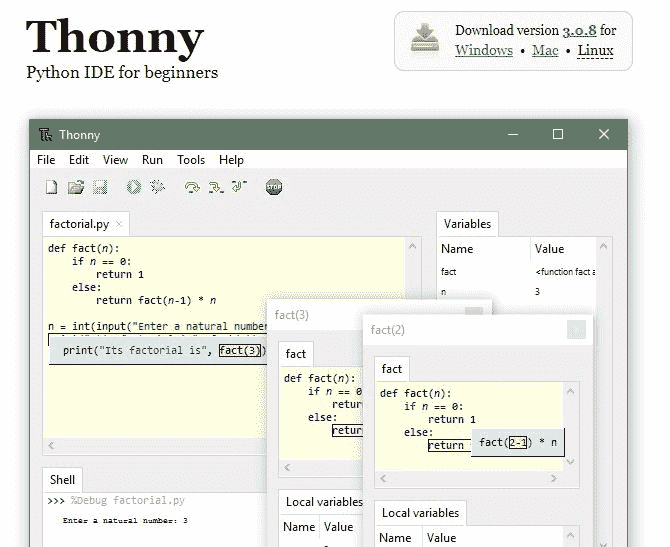 Thonny
Python IDE for beginners
Download version 3.0.8 for
Windows • Mac • Linux
Thonny
File Edit View Run Tools Help
STOP
factorial.py
def fact(n):
if n == 0:
return 1
else:
return fact(n-1) * n
n = int(input("Enter a natural number
print("Its factorial is", fact(3))
Variables
Name Value
fact <function fact a
n 3
fact(3)
fact
def fact(n):
if n == 0
retur
else:
retur
Local variables
Name Value
fact(2)
fact
def fact(n):
if n == 0:
return 1
else:
return fact(2-1) * n
Local variables
Name Value
Shell
>>> %Debug factorial.py
Enter a natural number: 3